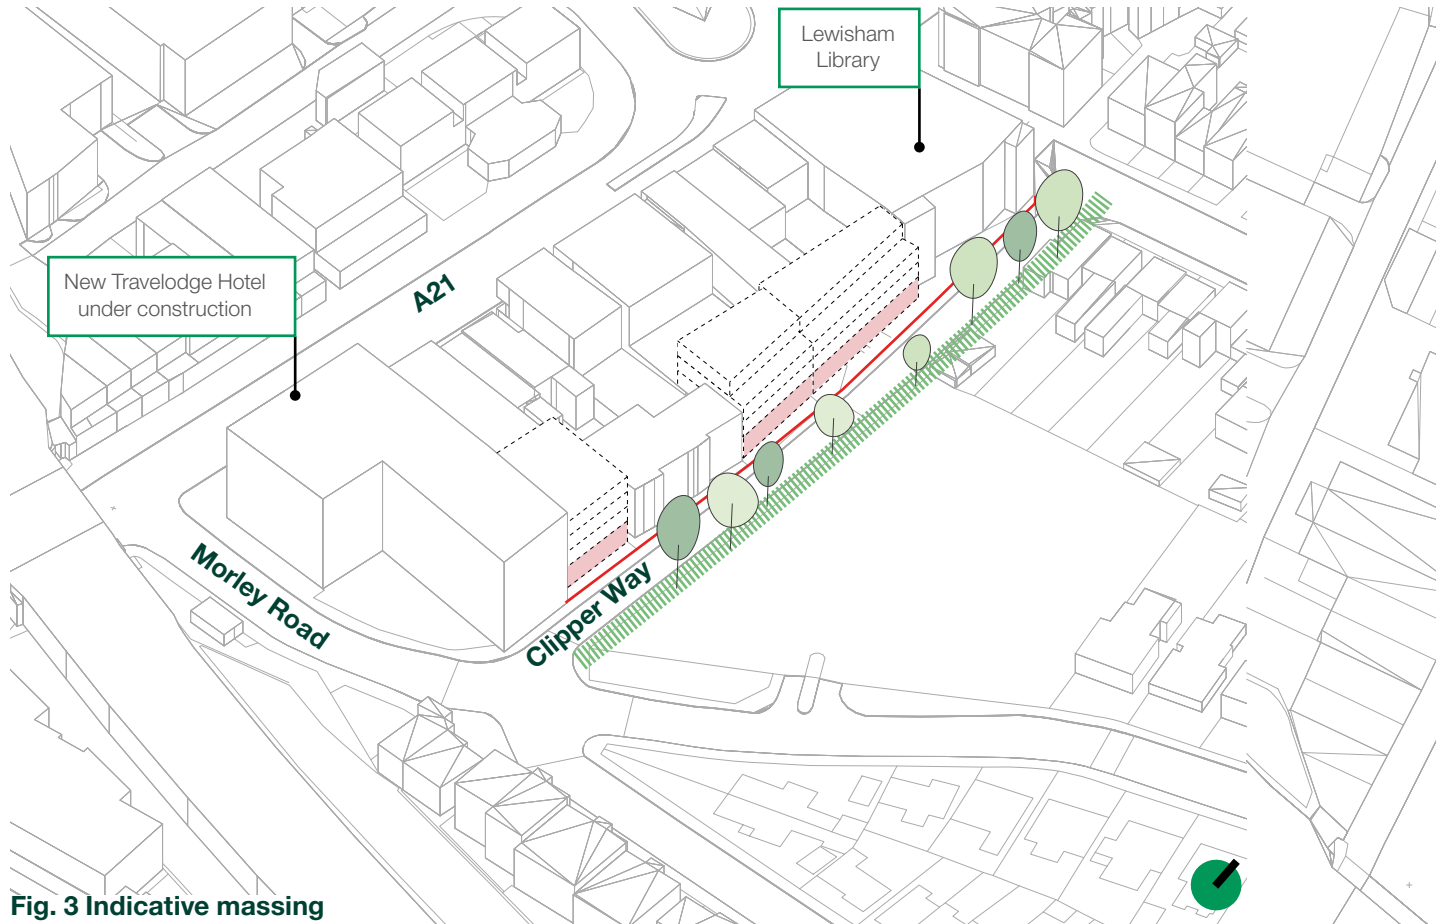 Lewisham
Library
New Travelodge Hotel
under construction
A21
Morley Road
Clipper Way
Fig. 3 Indicative massing